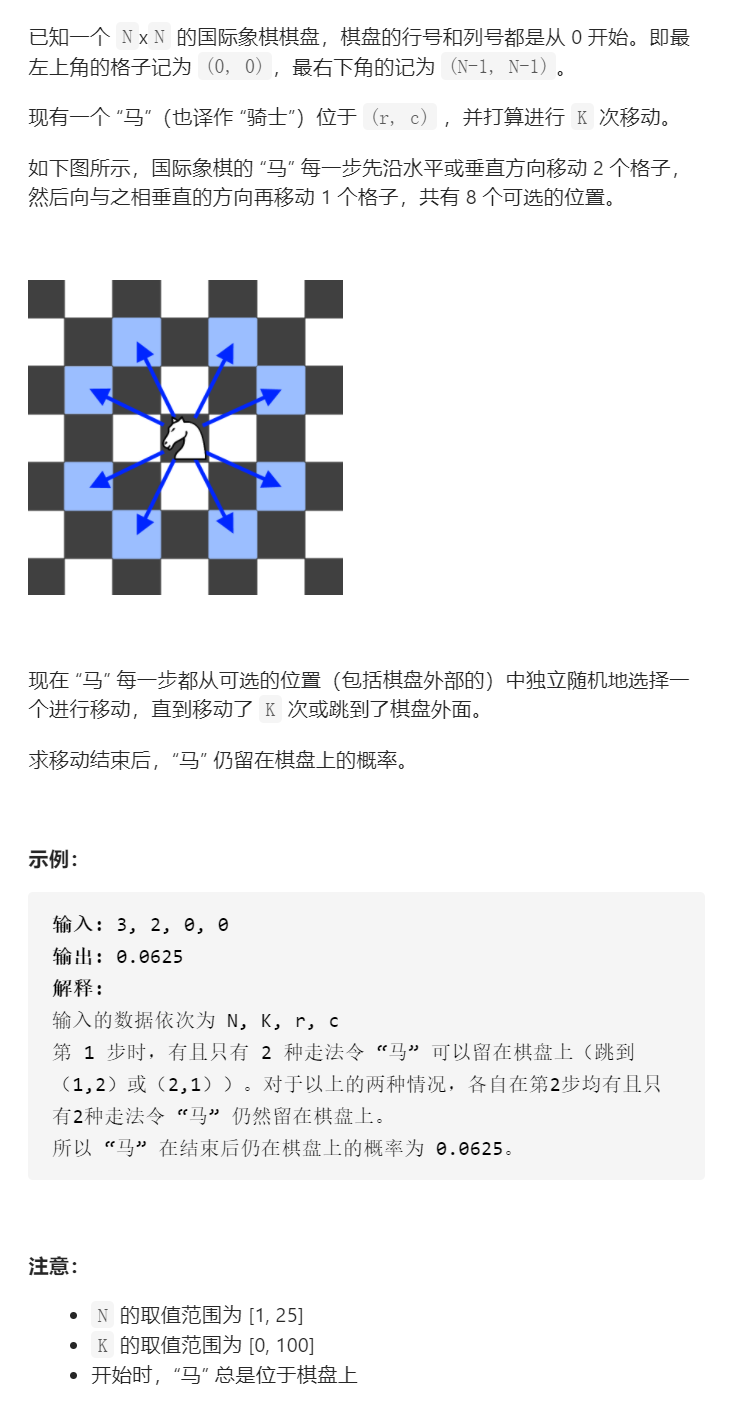 已知一个 N x N 的国际象棋棋盘，棋盘的行号和列号都是从 0 开始。即最
左上角的格子记为 (0, 0)，最右下角的记为 (N-1, N-1)。
现有一个 “马”（也译作 “骑士”）位于 (r, c) ，并打算进行 K 次移动。
如下图所示，国际象棋的 “马” 每一步先沿水平或垂直方向移动 2 个格子，
然后向与之相垂直的方向再移动 1 个格子，共有 8 个可选的位置。
现在 “马” 每一步都从可选的位置（包括棋盘外部的）中独立随机地选择一
个进行移动，直到移动了 K 次或跳到了棋盘外面。
求移动结束后，“马” 仍留在棋盘上的概率。
示例：
输入: 3, 2, 0, 0
输出: 0.0625
解释:
输入的数据依次为 N, K, r, c
第 1 步时，有且只有 2 种走法令 “马” 可以留在棋盘上（跳到
（1,2）或（2,1））。对于以上的两种情况，各自在第2步均有且只
有2种走法令 “马” 仍然留在棋盘上。
所以 “马” 在结束后仍在棋盘上的概率为 0.0625。
注意：
• N 的取值范围为 [1, 25]
• K 的取值范围为 [0, 100]
• 开始时，“马” 总是位于棋盘上